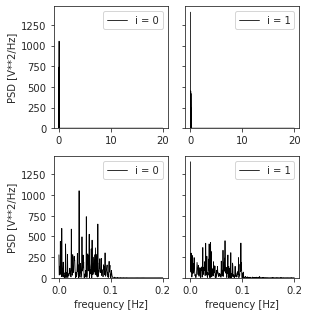 i = 0
i = 1
PSD [V**2/Hz]
1250
1000
750
500
250
0
0 10 20
0 10 20
i = 0
i = 1
PSD [V**2/Hz]
1250
1000
750
500
250
0
0.0 0.1 0.2
0.0 0.1 0.2
frequency [Hz]
frequency [Hz]